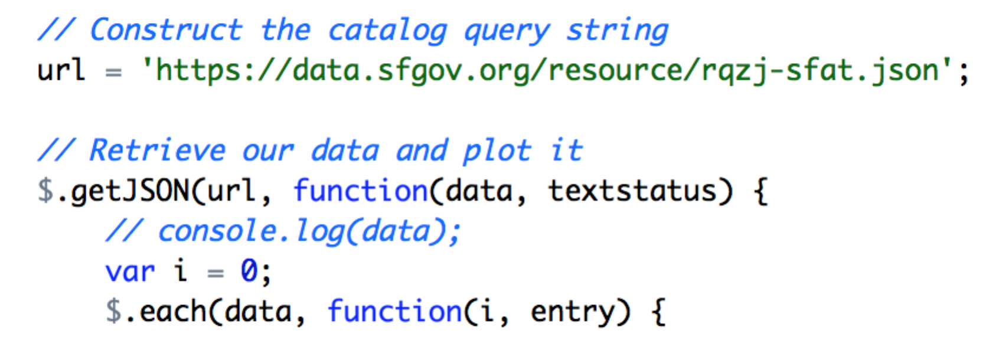 // Construct the catalog query string
url = 'https://data.sfgov.org/resource/rqzj-sfat.json';
// Retrieve our data and plot it
$.getJSON(url, function(data, textstatus) {
// console.log(data);
var i = 0;
$.each(data, function(i, entry) {